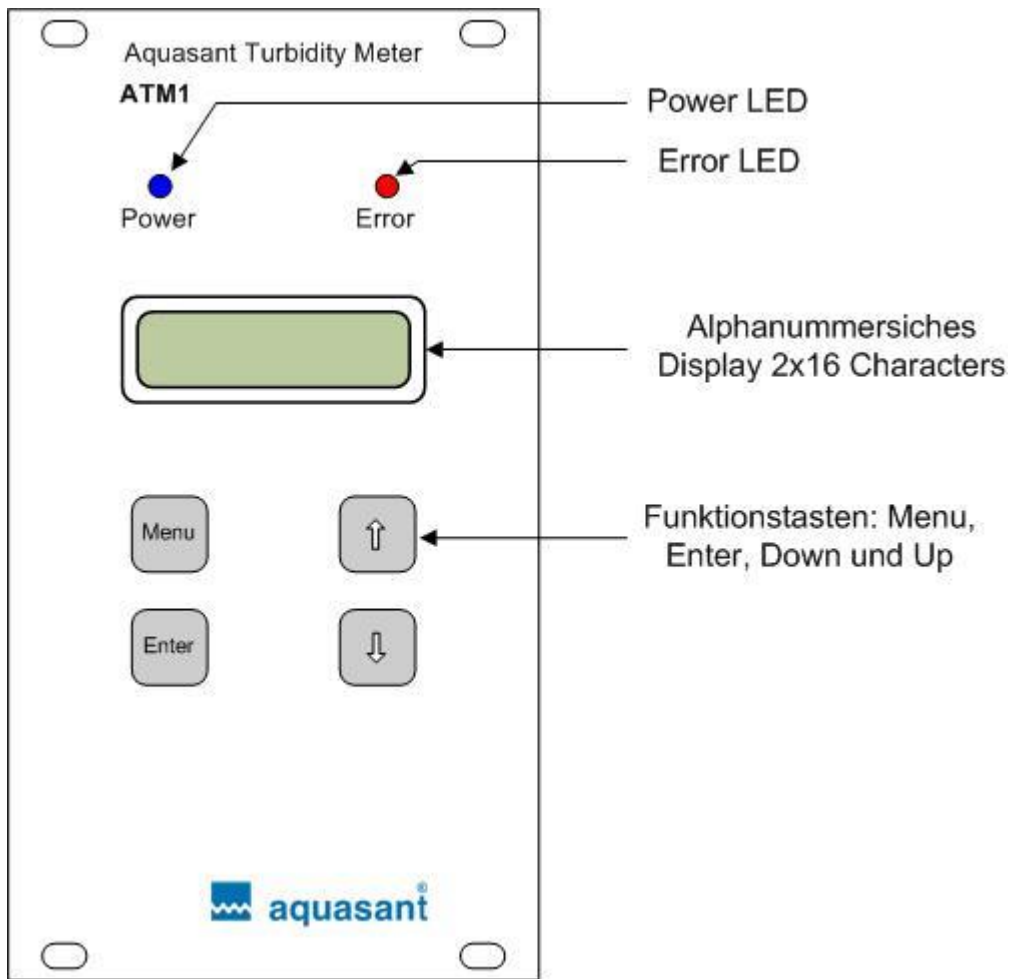 Aquasant Turbidity Meter
ATM1
Power LED
Error LED
Power
Error
Alphanummersiches
Display 2x16 Characters
Menu
⇧
Funktionstasten: Menu,
Enter, Down und Up
Enter
⇩
aquasant®